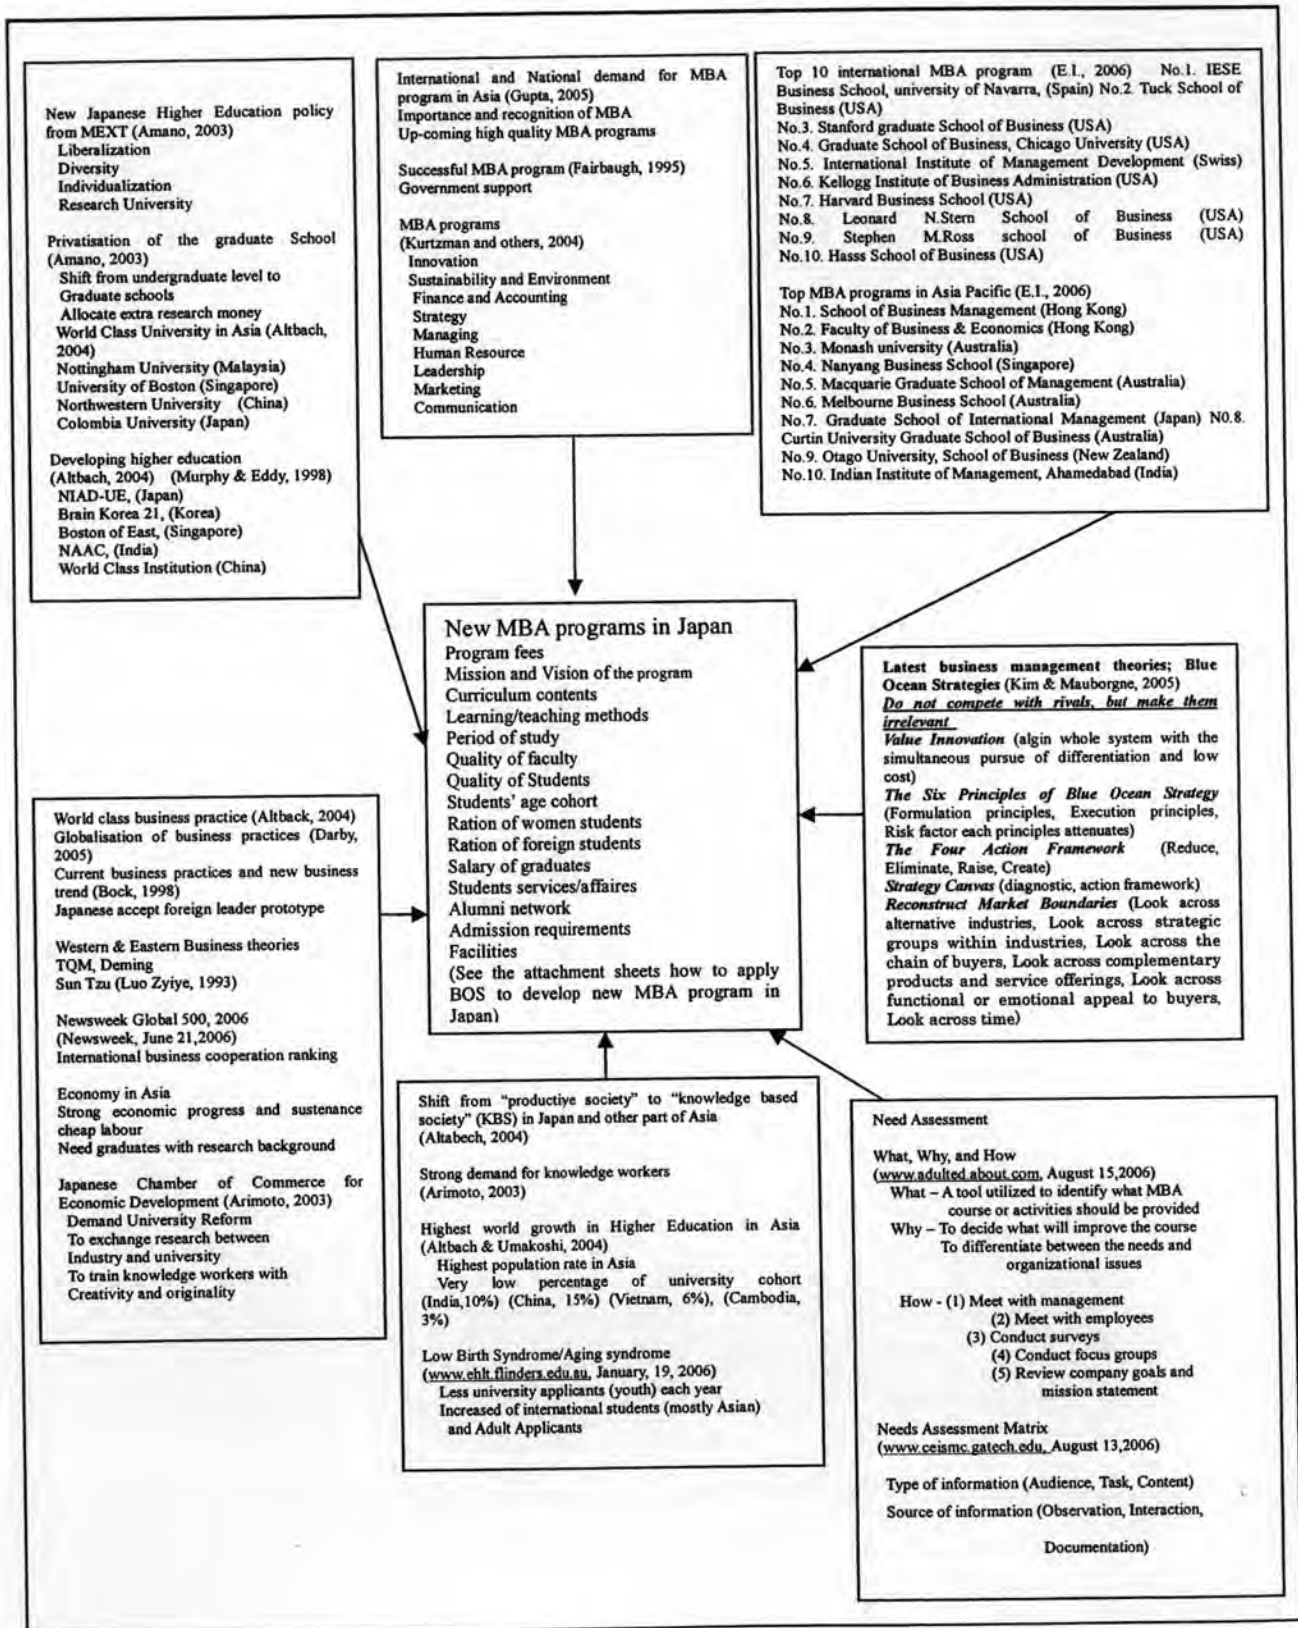 New Japanese Higher Education policy
from MEXT (Amano, 2003)
Liberalization
Diversity
Individualization
Research University
Privatisation of the graduate School
(Amano, 2003)
Shift from undergraduate level to
Graduate schools
Allocate extra research money
World Class University in Asia (Altbach,
2004)
Nottingham University (Malaysia)
University of Boston (Singapore)
Northwestern University (China)
Colombia University (Japan)
Developing higher education
(Altbach, 2004) (Murphy & Eddy, 1998)
NIAD-UE, (Japan)
Brain Korea 21, (Korea)
Boston of East, (Singapore)
NAAC, (India)
World Class Institution (China)
International and National demand for MBA
program in Asia (Gupta, 2005)
Importance and recognition of MBA
Up-coming high quality MBA programs
Successful MBA program (Fairbaugh, 1995)
Government support
MBA programs
(Kurtzman and others, 2004)
Innovation
Sustainability and Environment
Finance and Accounting
Strategy
Managing
Human Resource
Leadership
Marketing
Communication
Top 10 international MBA program (E.I., 2006) No.1. IESE
Business School, university of Navarra, (Spain) No.2. Tuck School of
Business (USA)
No.3. Stanford graduate School of Business (USA)
No.4. Graduate School of Business, Chicago University (USA)
No.5. International Institute of Management Development (Swiss)
No.6. Kellogg Institute of Business Administration (USA)
No.7. Harvard Business School (USA)
No.8. Leonard N.Stern School of Business (USA)
No.9. Stephen M.Ross school of Business (USA)
No.10. Hasss School of Business (USA)
Top MBA programs in Asia Pacific (E.I., 2006)
No.1. School of Business Management (Hong Kong)
No.2. Faculty of Business & Economics (Hong Kong)
No.3. Monash university (Australia)
No.4. Nanyang Business School (Singapore)
No.5. Macquarie Graduate School of Management (Australia)
No.6. Melbourne Business School (Australia)
No.7. Graduate School of International Management (Japan) N0.8.
Curtin University Graduate School of Business (Australia)
No.9. Otago University, School of Business (New Zealand)
No.10. Indian Institute of Management, Ahamedabad (India)
New MBA programs in Japan
Program fees
Mission and Vision of the program
Curriculum contents
Learning/teaching methods
Period of study
Quality of faculty
Quality of Students
Students' age cohort
Ration of women students
Ration of foreign students
Salary of graduates
Students services/affaires
Alumni network
Admission requirements
Facilities
(See the attachment sheets how to apply
BOS to develop new MBA program in
Japan)
Latest business management theories; Blue
Ocean Strategies (Kim & Mauborgne, 2005)
Do not compete with rivals, but make them
irrelevant
Value Innovation (algin whole system with the
simultaneous pursue of differentiation and low
cost)
The Six Principles of Blue Ocean Strategy
(Formulation principles, Execution principles,
Risk factor each principles attenuates)
The Four Action Framework (Reduce,
Eliminate, Raise, Create)
Strategy Canvas (diagnostic, action framework)
Reconstruct Market Boundaries (Look across
alternative industries, Look across strategic
groups within industries, Look across the
chain of buyers, Look across complementary
products and service offerings, Look across
functional or emotional appeal to buyers,
Look across time)
World class business practice (Altback, 2004)
Globalisation of business practices (Darby,
2005)
Current business practices and new business
trend (Bock, 1998)
Japanese accept foreign leader prototype
Western & Eastern Business theories
TQM, Deming
Sun Tzu (Luo Zyiye, 1993)
Newsweek Global 500, 2006
(Newsweek, June 21,2006)
International business cooperation ranking
Economy in Asia
Strong economic progress and sustenance
cheap labour
Need graduates with research background
Japanese Chamber of Commerce for
Economic Development (Arimoto, 2003)
Demand University Reform
To exchange research between
Industry and university
To train knowledge workers with
Creativity and originality
Shift from "productive society" to "knowledge based
society" (KBS) in Japan and other part of Asia
(Altabech, 2004)
Strong demand for knowledge workers
(Arimoto, 2003)
Highest world growth in Higher Education in Asia
(Altbach & Umakoshi, 2004)
Highest population rate in Asia
Very low percentage of university cohort
(India,10%) (China, 15%) (Vietnam, 6%), (Cambodia,
3%)
Low Birth Syndrome/Aging syndrome
(www.ehlt.flinders.edu.au, January, 19, 2006)
Less university applicants (youth) each year
Increased of international students (mostly Asian)
and Adult Applicants
Need Assessment
What, Why, and How
(www.adulted.about.com, August 15,2006)
What – A tool utilized to identify what MBA
course or activities should be provided
Why – To decide what will improve the course
To differentiate between the needs and
organizational issues
How - (1) Meet with management
(2) Meet with employees
(3) Conduct surveys
(4) Conduct focus groups
(5) Review company goals and
mission statement
Needs Assessment Matrix
(www.ceismc.gatech.edu, August 13,2006)
Type of information (Audience, Task, Content)
Source of information (Observation, Interaction,
Documentation)